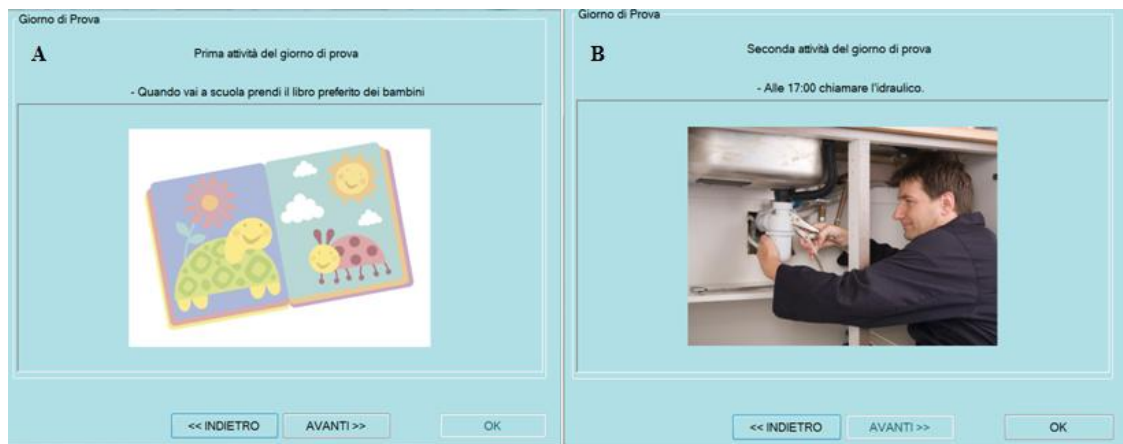 Giorno di Prova
A
Prima attività del giorno di prova
- Quando vai a scuola prendi il libro preferito dei bambini
<< INDIETRO
AVANTI >>
OK
Giorno di Prova
B
Seconda attività del giorno di prova
- Alle 17:00 chiamare l'idraulico.
<< INDIETRO
AVANTI >>
OK